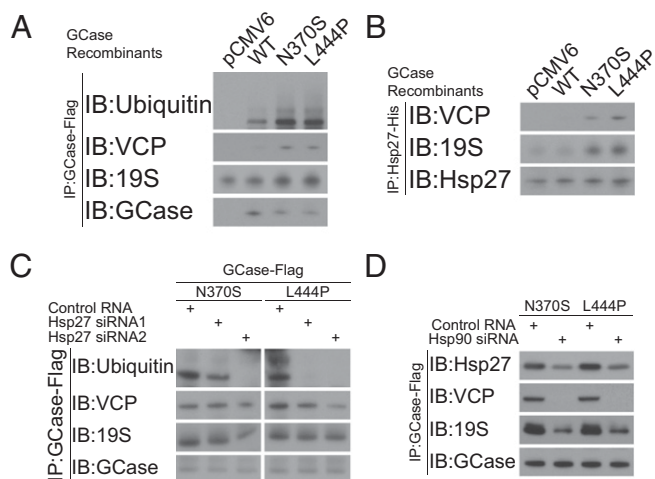 A
GCase
Recombinants
pCMV6
WT
N370S
L444P
IP:GCase-Flag
IB:Ubiquitin
IB:VCP
IB:19S
IB:GCase
B
GCase
Recombinants
pCMV6
WT
N370S
L444P
IP:Hsp27-His
IB:VCP
IB:19S
IB:Hsp27
C
GCase-Flag
N370S L444P
Control RNA + +
Hsp27 siRNA1 + +
Hsp27 siRNA2 + +
IP:GCase-Flag
IB:Ubiquitin
IB:VCP
IB:19S
IB:GCase
D
N370S L444P
Control RNA + +
Hsp90 siRNA + +
IP:GCase-Flag
IB:Hsp27
IB:VCP
IB:19S
IB:GCase